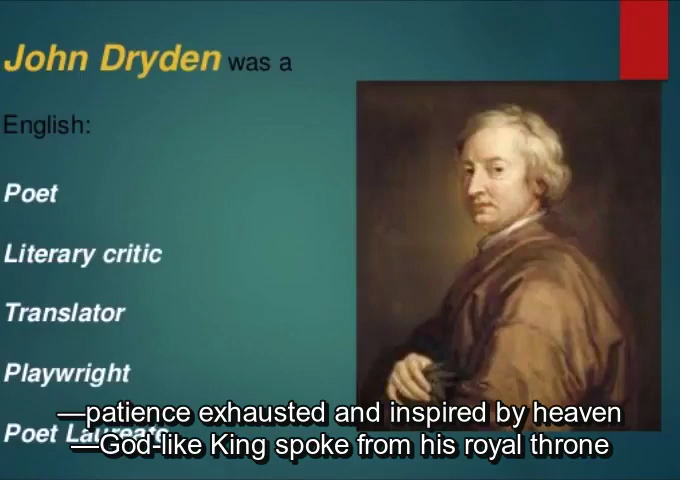 John Dryden was a
English:
Poet
Literary critic
Translator
Playwright
Poet Laureate
—patience exhausted and inspired by heaven
—God-like King spoke from his royal throne